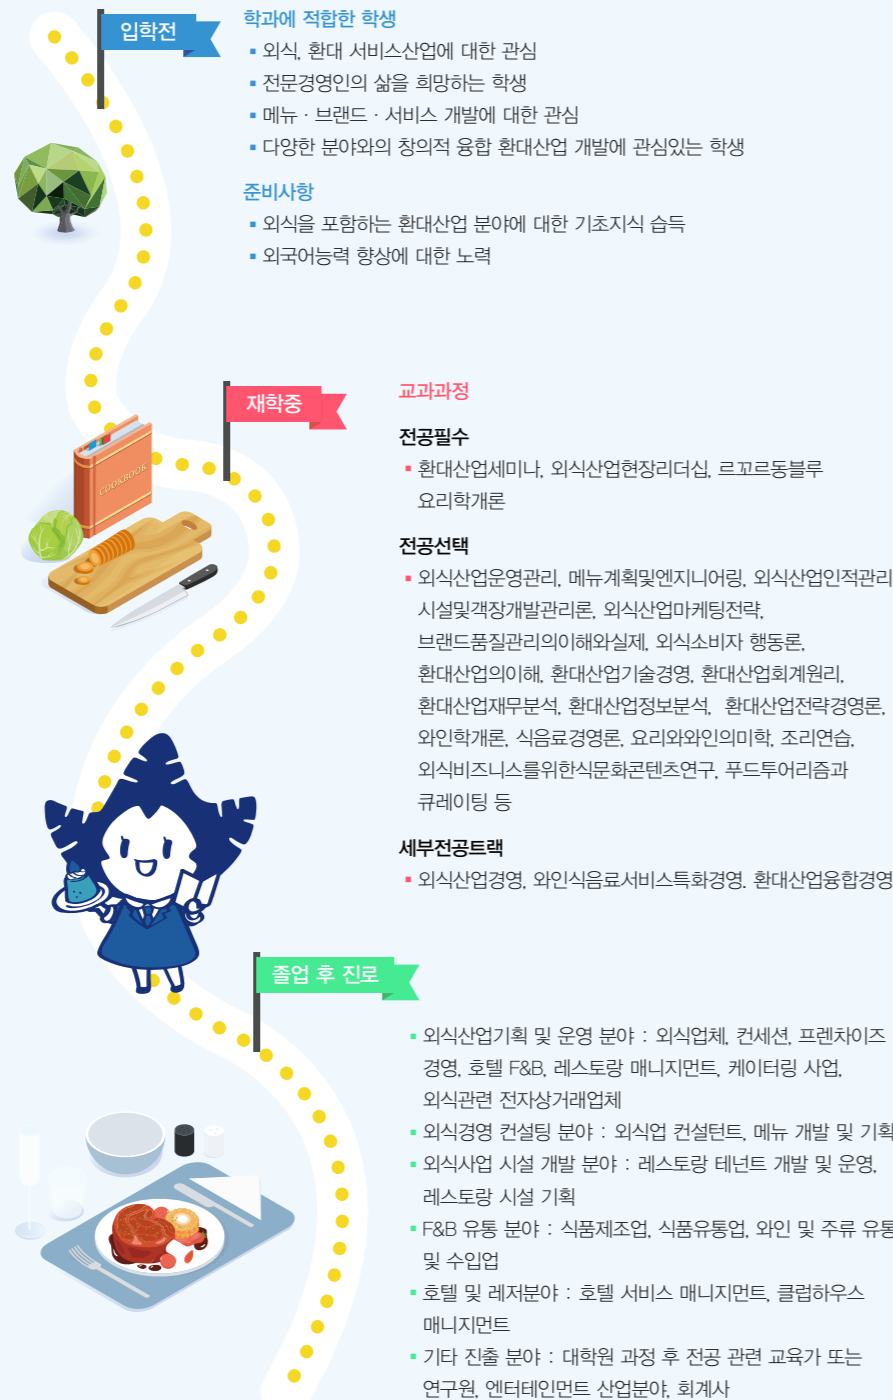 입학전
학과에 적합한 학생
▪ 외식, 환대 서비스산업에 대한 관심
▪ 전문경영인의 삶을 희망하는 학생
▪ 메뉴 · 브랜드 · 서비스 개발에 대한 관심
▪ 다양한 분야와의 창의적 융합 환대산업 개발에 관심있는 학생
준비사항
▪ 외식을 포함하는 환대산업 분야에 대한 기초지식 습득
▪ 외국어능력 향상에 대한 노력
재학중
교과과정
전공필수
▪ 환대산업세미나, 외식산업현장리더십, 르꼬르동블루
요리학개론
COOKBOOK
전공선택
▪ 외식산업운영관리, 메뉴계획및엔지니어링, 외식산업인적관리
시설및객장개발관리론, 외식산업마케팅전략,
브랜드품질관리의이해와실제, 외식소비자 행동론,
환대산업의이해, 환대산업기술경영, 환대산업회계원리,
환대산업재무분석, 환대산업정보분석, 환대산업전략경영론,
와인학개론, 식음료경영론, 요리와와인의미학, 조리연습,
외식비즈니스를위한식문화콘텐츠연구, 푸드투어리즘과
큐레이팅 등
세부전공트랙
▪ 외식산업경영, 와인식음료서비스특화경영. 환대산업융합경영
졸업 후 진로
▪ 외식산업기획 및 운영 분야 : 외식업체, 컨세션, 프렌차이즈
경영, 호텔 F&B, 레스토랑 매니지먼트, 케이터링 사업,
외식관련 전자상거래업체
▪ 외식경영 컨설팅 분야 : 외식업 컨설턴트, 메뉴 개발 및 기획
▪ 외식사업 시설 개발 분야 : 레스토랑 테넌트 개발 및 운영,
레스토랑 시설 기획
▪ F&B 유통 분야 : 식품제조업, 식품유통업, 와인 및 주류 유통
및 수입업
▪ 호텔 및 레저분야 : 호텔 서비스 매니지먼트, 클럽하우스
매니지먼트
▪ 기타 진출 분야 : 대학원 과정 후 전공 관련 교육가 또는
연구원, 엔터테인먼트 산업분야, 회계사